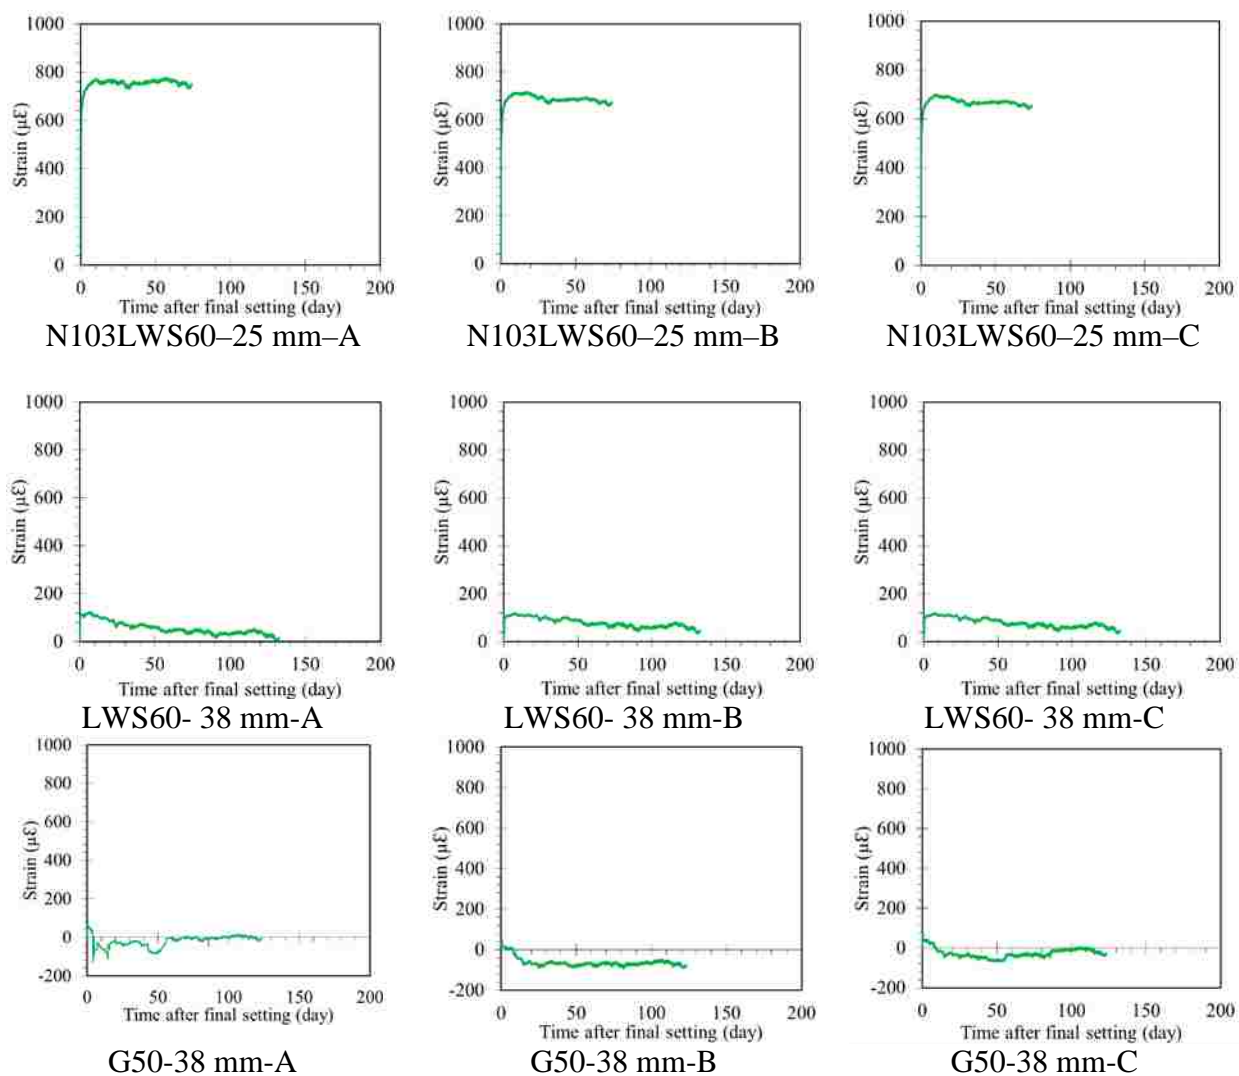 1000 1000 1000
800 800 800
600 600 600
400 400 400
200 200 200
0 0 0
Strain (µƐ) Strain (µƐ) Strain (µƐ)
0 50 100 150 200 0 50 100 150 200 0 50 100 150 200
Time after final setting (day) Time after final setting (day) Time after final setting (day)
N103LWS60–25 mm–A N103LWS60–25 mm–B N103LWS60–25 mm–C
1000 1000 1000
800 800 800
600 600 600
400 400 400
200 200 200
0 0 0
Strain (µƐ) Strain (µƐ) Strain (µƐ)
0 50 100 150 200 0 50 100 150 200 0 50 100 150 200
Time after final setting (day) Time after final setting (day) Time after final setting (day)
LWS60- 38 mm-A LWS60- 38 mm-B LWS60- 38 mm-C
1000 1000 1000
800 800 800
600 600 600
400 400 400
200 200 200
0 0 0
-200 -200 -200
Strain (µƐ) Strain (µƐ) Strain (µƐ)
0 50 100 150 200 0 50 100 150 200 0 50 100 150 200
Time after final setting (day) Time after final setting (day) Time after final setting (day)
G50-38 mm-A G50-38 mm-B G50-38 mm-C